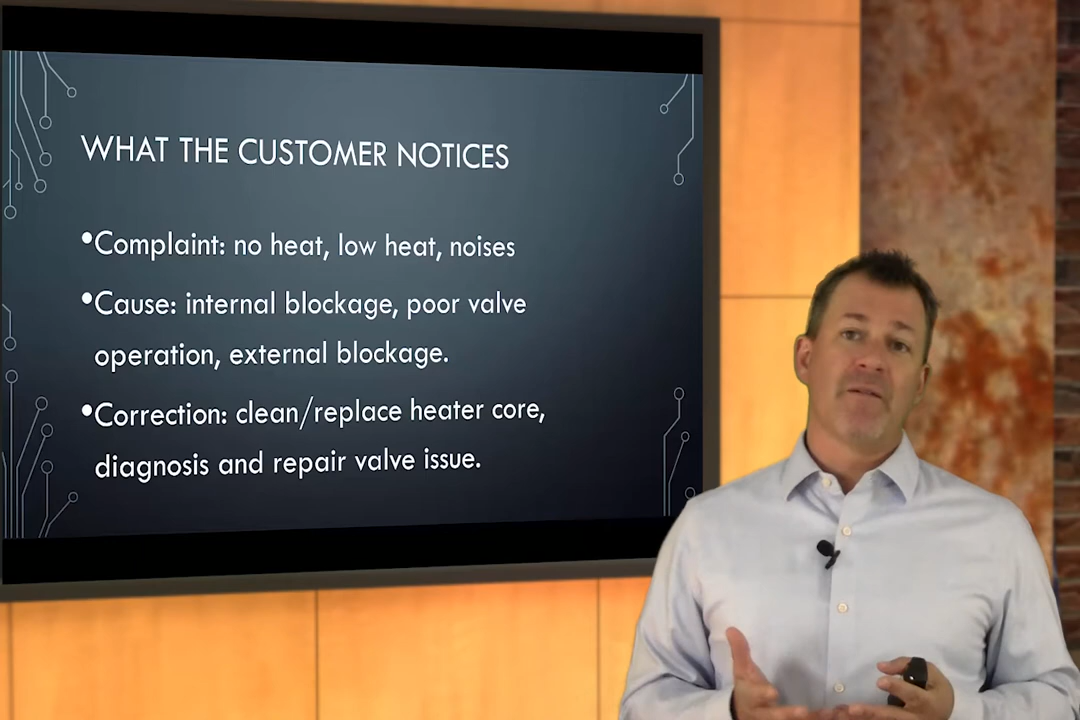 WHAT THE CUSTOMER NOTICES
•Complaint: no heat, low heat, noises
•Cause: internal blockage, poor valve
operation, external blockage.
•Correction: clean/replace heater core,
diagnosis and repair valve issue.